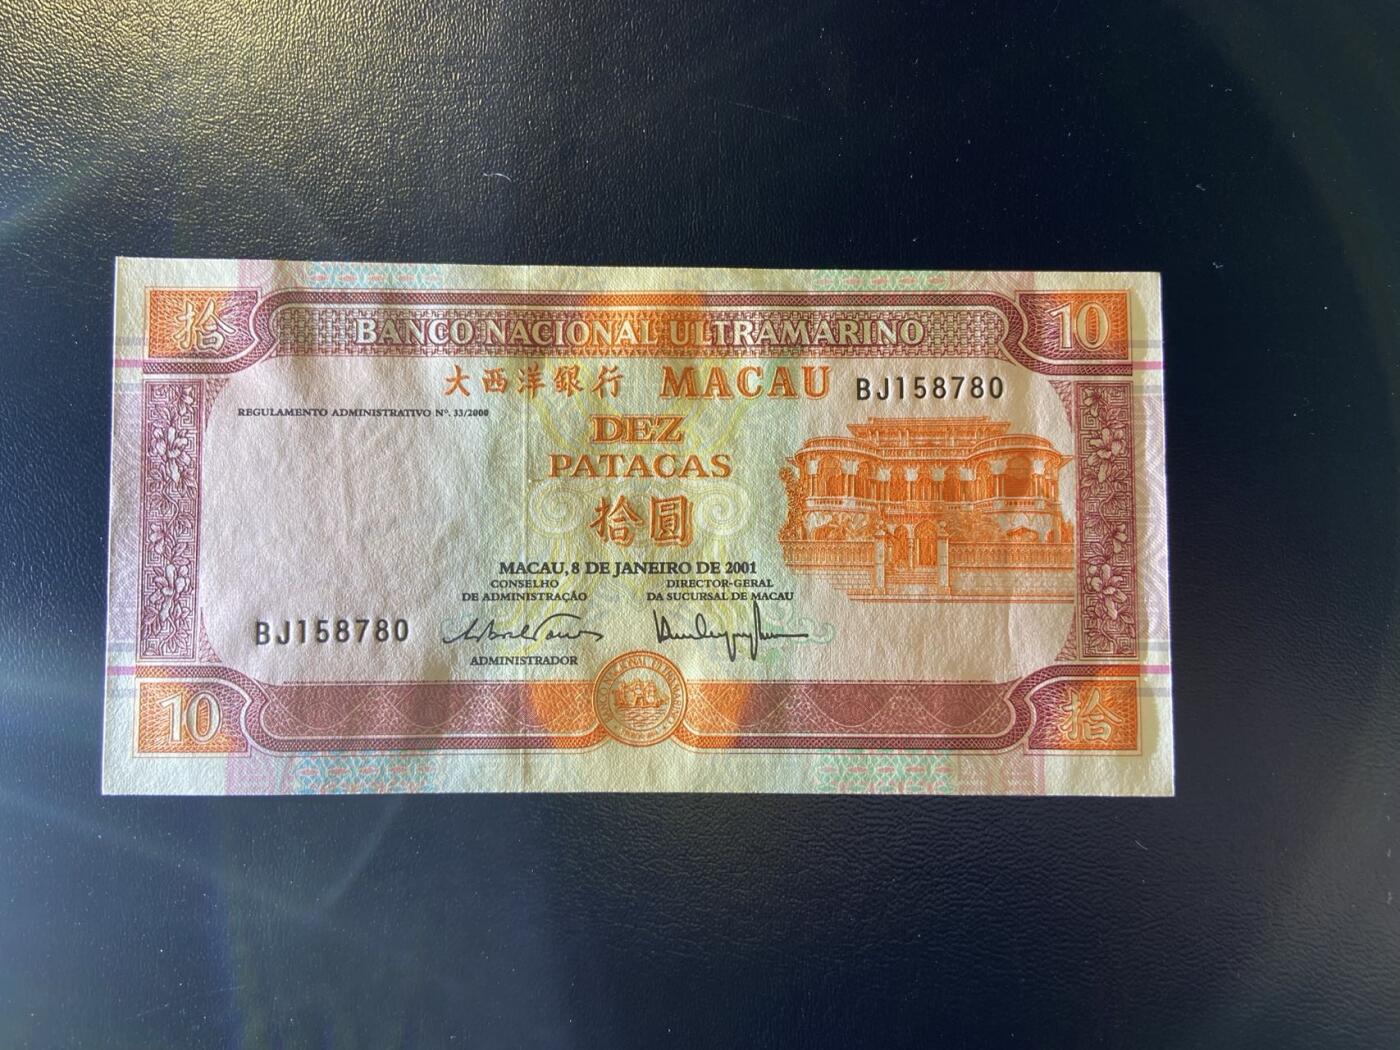 拾 BANCO NACIONAL ULTRAMARINO 10
大西洋銀行 MACAU BJ158780
REGULAMENTO ADMINISTRATIVO Nº. 33/2000
DEZ
PATACAS
拾圓
MACAU, 8 DE JANEIRO DE 2001
CONSELHO DIRECTOR-GERAL
DE ADMINISTRAÇÃO DA SUCURSAL DE MACAU
BJ158780
ADMINISTRADOR
10 拾